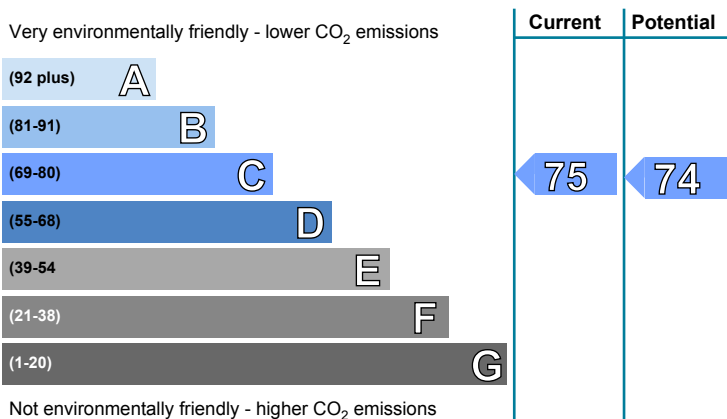 Current Potential
Very environmentally friendly - lower CO2 emissions
(92 plus) A
(81-91) B
(69-80) C 75 74
(55-68) D
(39-54 E
(21-38) F
(1-20) G
Not environmentally friendly - higher CO2 emissions